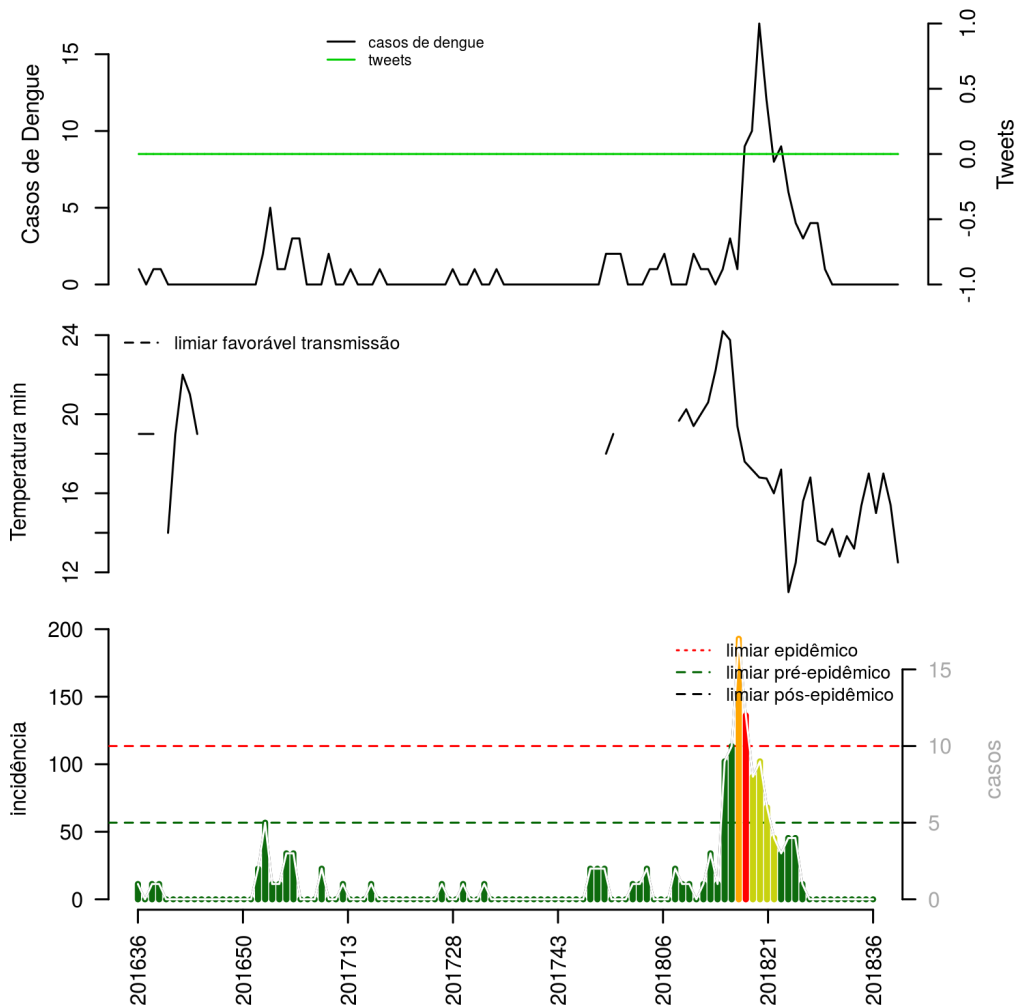 casos de dengue
tweets
Casos de Dengue
0
5
10
15
Tweets
-1.0
-0.5
0.0
0.5
1.0
limiar favorável transmissão
Temperatura min
12
16
20
24
limiar epidêmico
limiar pré-epidêmico
limiar pós-epidêmico
incidência
0
50
100
150
200
casos
0
5
10
15
201636
201650
201713
201728
201743
201806
201821
201836